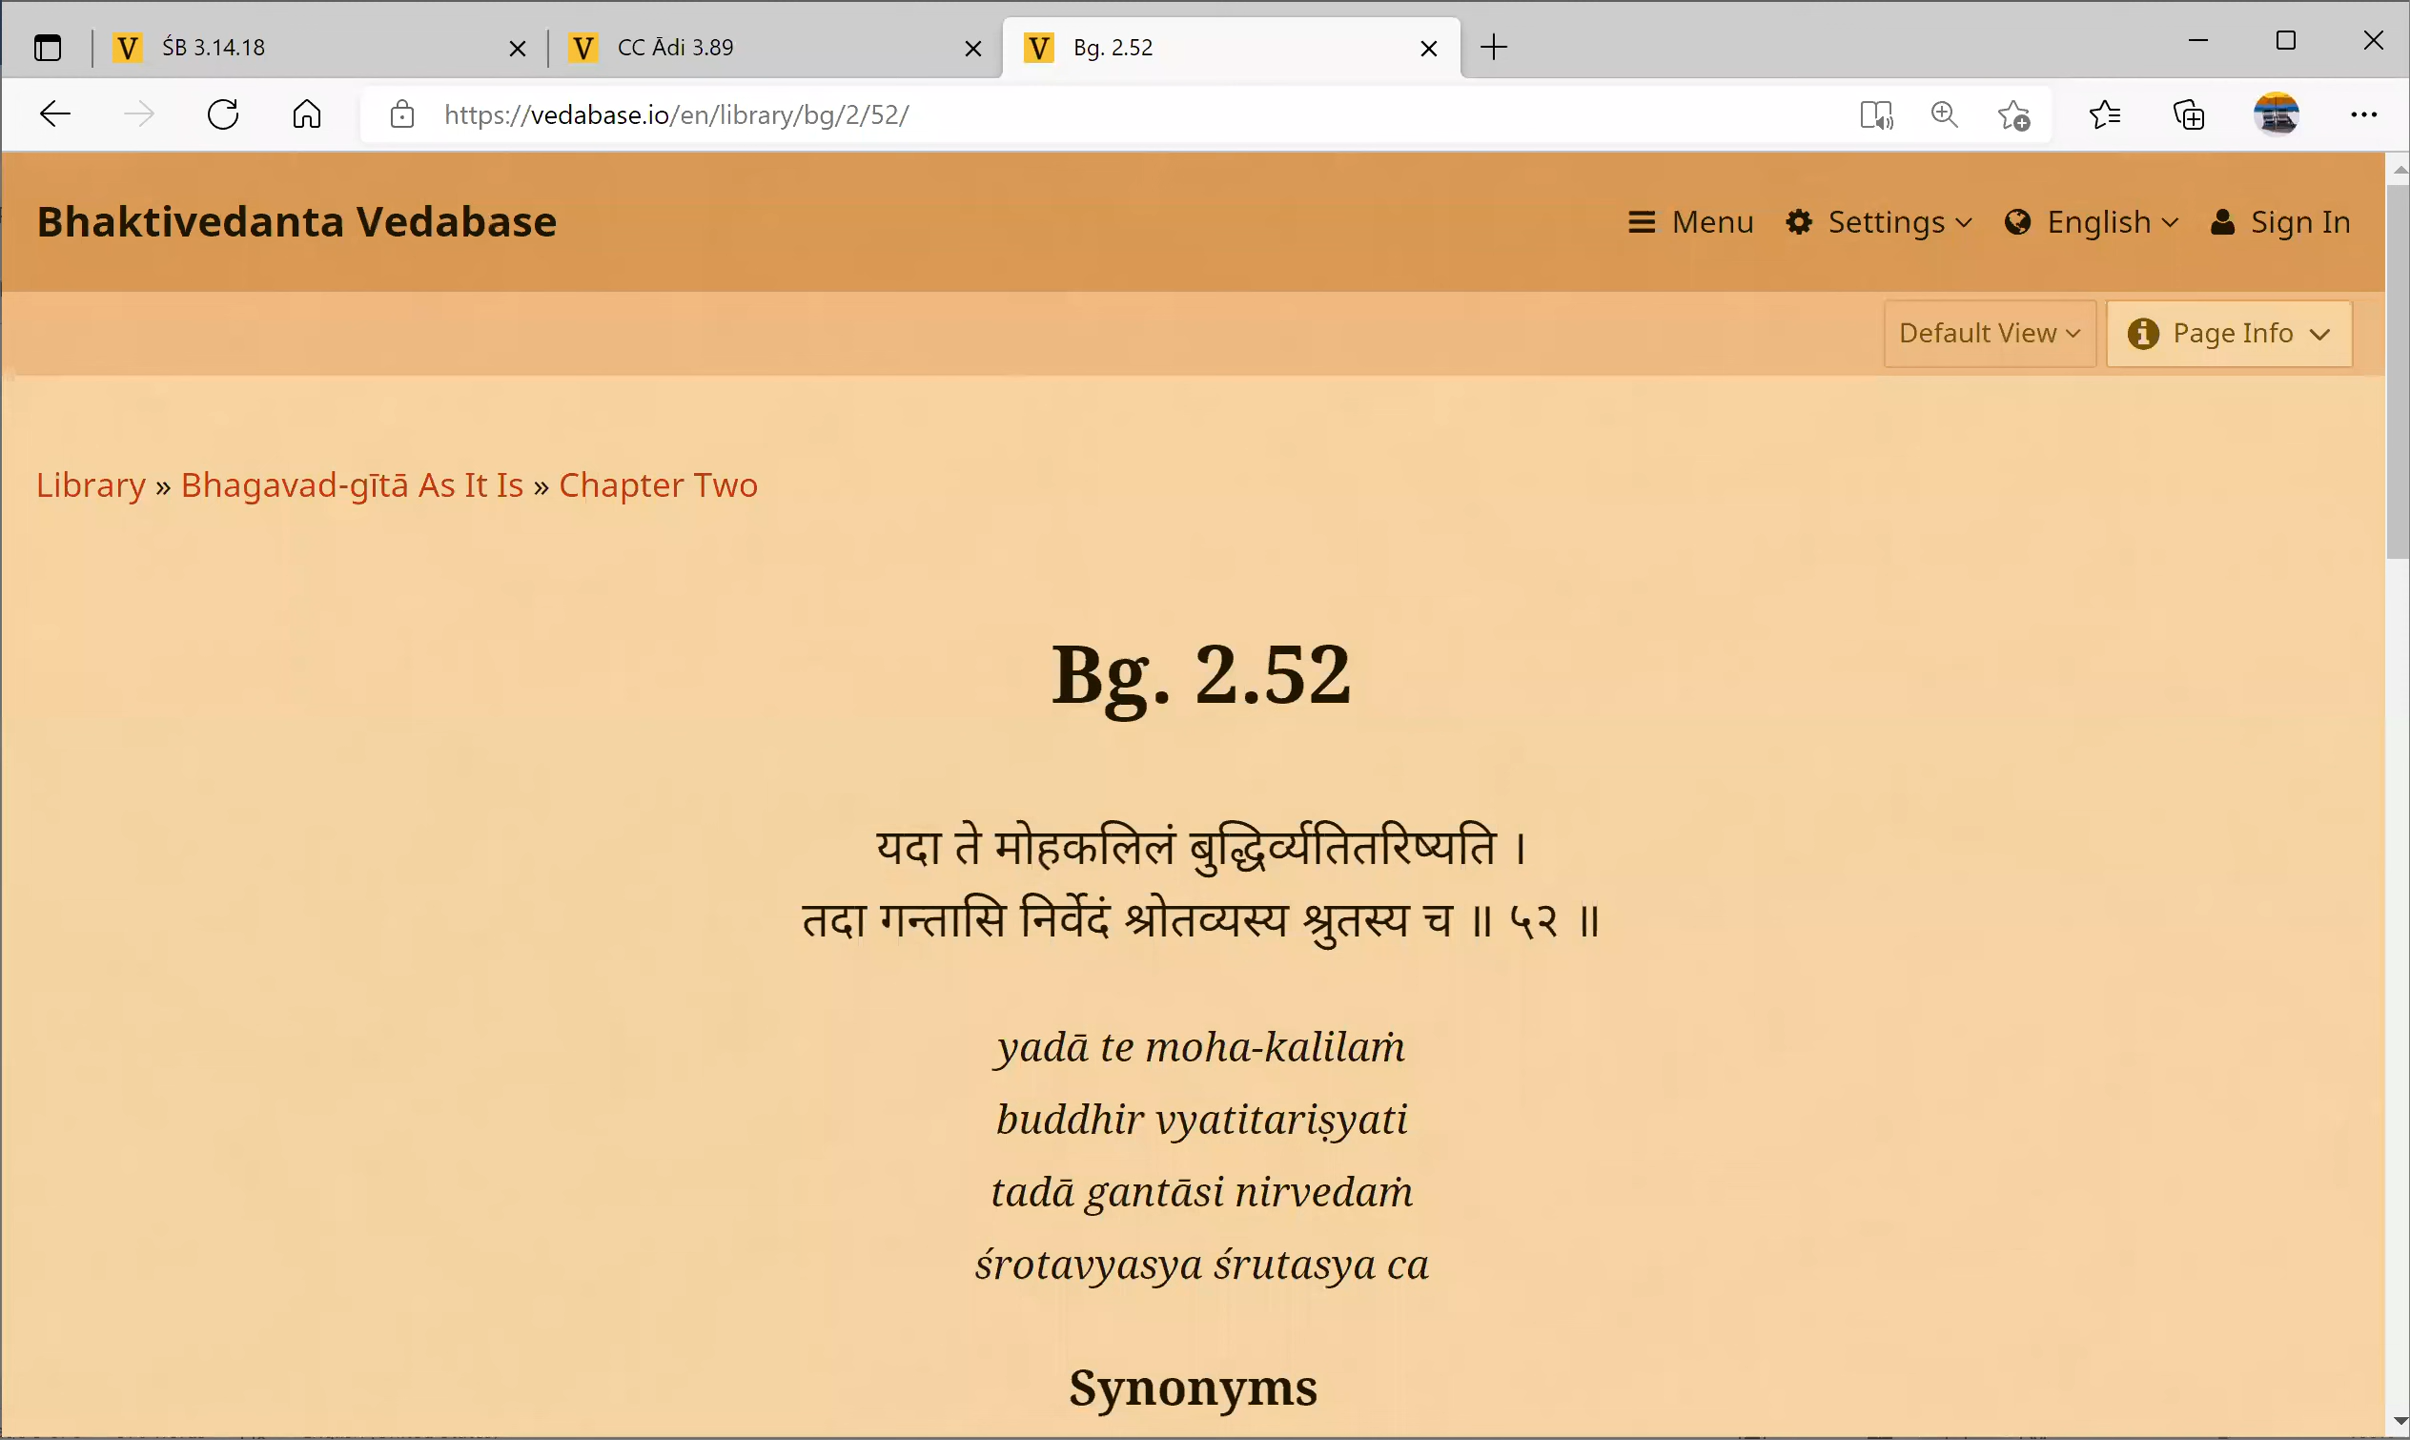 ŚB 3.14.18
CC Ādi 3.89
Bg. 2.52
https://vedabase.io/en/library/bg/2/52/
Bhaktivedanta Vedabase
Menu
Settings
English
Sign In
Default View
Page Info
Library » Bhagavad-gītā As It Is » Chapter Two
Bg. 2.52
यदा ते मोहकलिलं बुद्धिर्व्यतितरिष्यति ।
तदा गन्तासि निर्वेदं श्रोतव्यस्य श्रुतस्य च ॥ ५२ ॥
yadā te moha-kalilaṁ
buddhir vyatitariṣyati
tadā gantāsi nirvedaṁ
śrotavyasya śrutasya ca
Synonyms